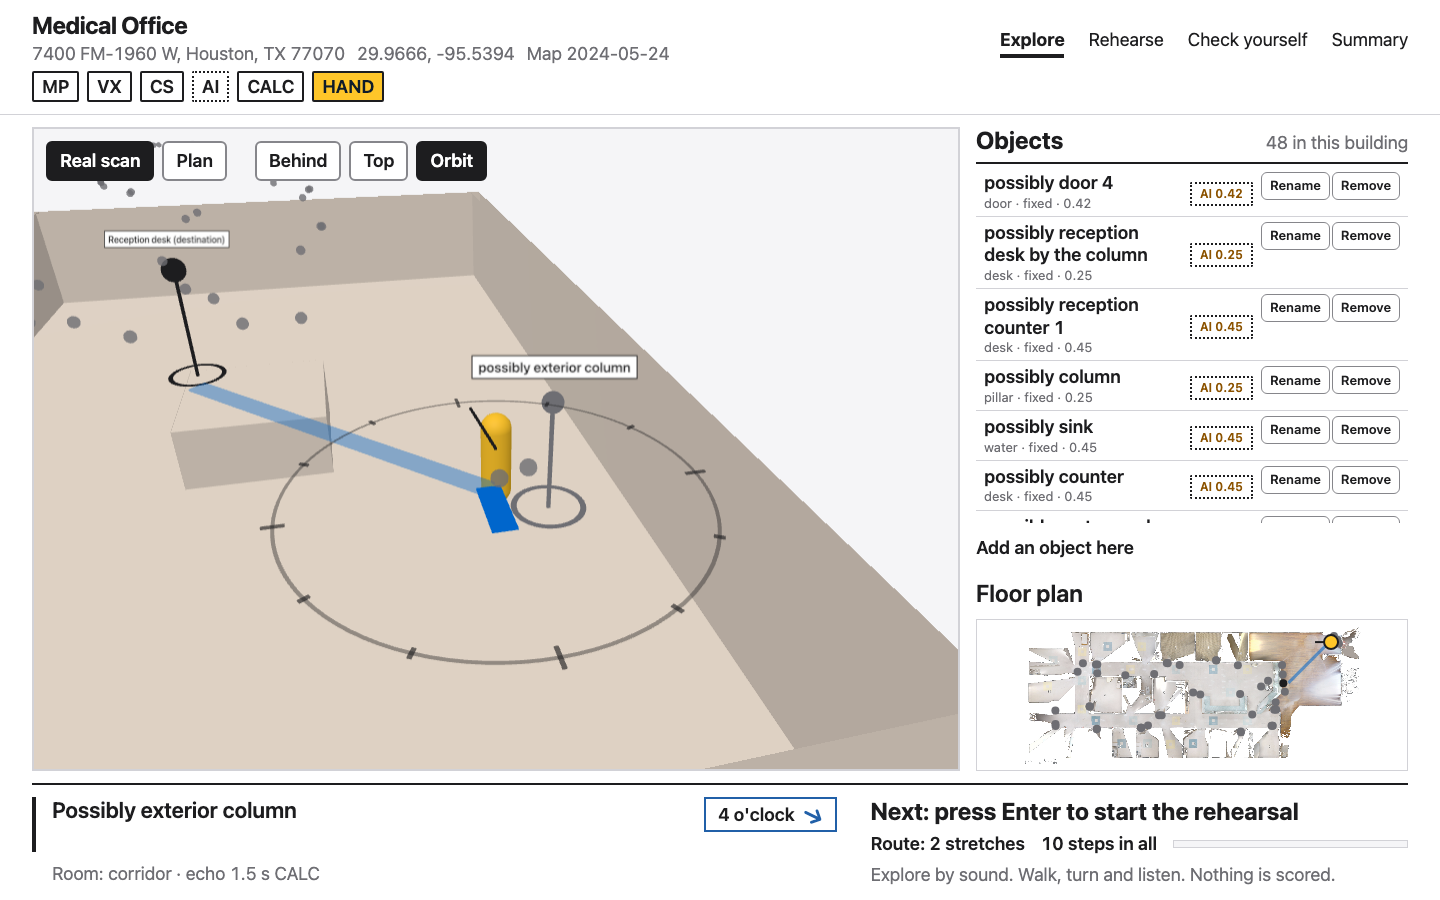 Medical Office
7400 FM-1960 W, Houston, TX 77070 29.9666, -95.5394 Map 2024-05-24
MP VX CS AI CALC HAND
Explore Rehearse Check yourself Summary
Real scan Plan Behind Top Orbit
Reception desk (destination)
possibly exterior column
Objects 48 in this building
possibly door 4
door · fixed · 0.42
AI 0.42 Rename Remove
possibly reception
desk by the column
desk · fixed · 0.25
AI 0.25 Rename Remove
possibly reception
counter 1
desk · fixed · 0.45
AI 0.45 Rename Remove
possibly column
pillar · fixed · 0.25
AI 0.25 Rename Remove
possibly sink
water · fixed · 0.45
AI 0.45 Rename Remove
possibly counter
desk · fixed · 0.45
AI 0.45 Rename Remove
Add an object here
Floor plan
Possibly exterior column
4 o'clock
Room: corridor · echo 1.5 s CALC
Next: press Enter to start the rehearsal
Route: 2 stretches 10 steps in all
Explore by sound. Walk, turn and listen. Nothing is scored.